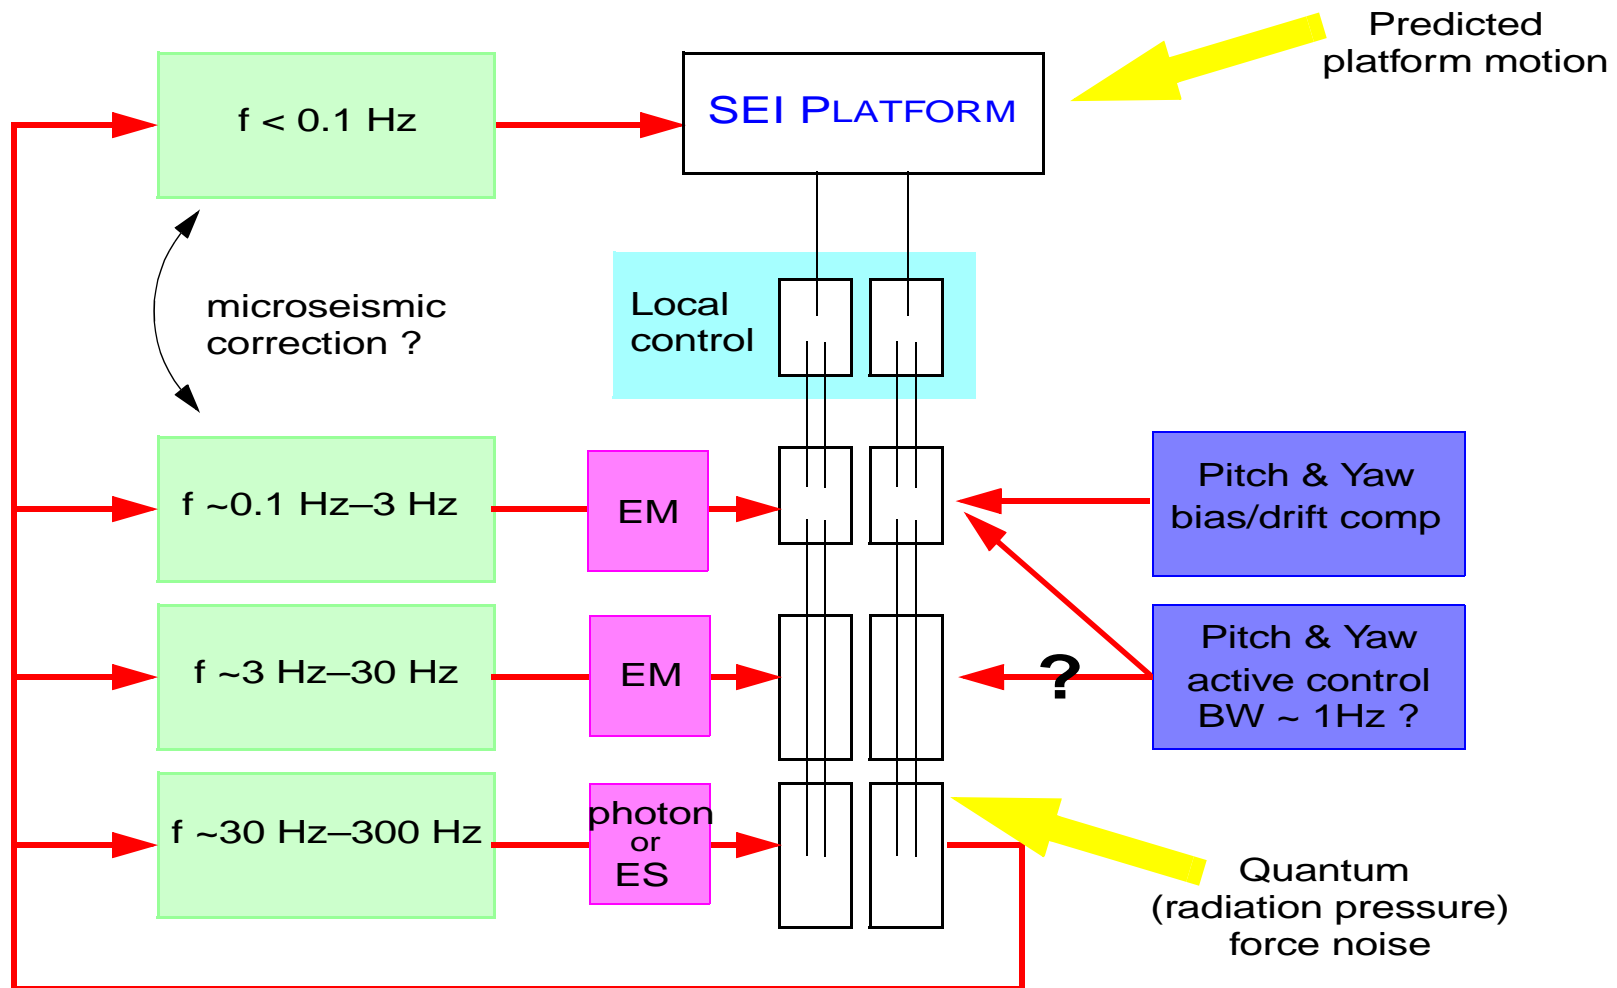 Predicted
platform motion
f < 0.1 Hz
SEI PLATFORM
microseismic
correction ?
Local
control
f ~0.1 Hz–3 Hz
EM
Pitch & Yaw
bias/drift comp
f ~3 Hz–30 Hz
EM
?
Pitch & Yaw
active control
BW ~ 1Hz ?
f ~30 Hz–300 Hz
photon
or
ES
Quantum
(radiation pressure)
force noise